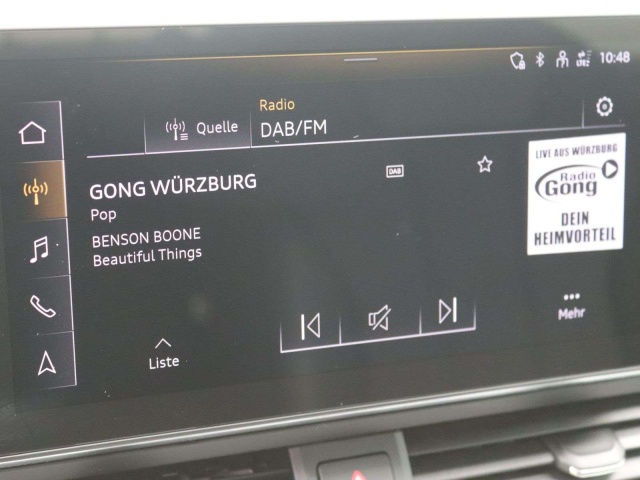 LTE 10:48
Radio
Quelle
DAB/FM
GONG WÜRZBURG
DAB
Pop
BENSON BOONE
Beautiful Things
LIVE AUS WÜRZBURG
Radio
Gong
DEIN
HEIMVORTEIL
Liste
Mehr